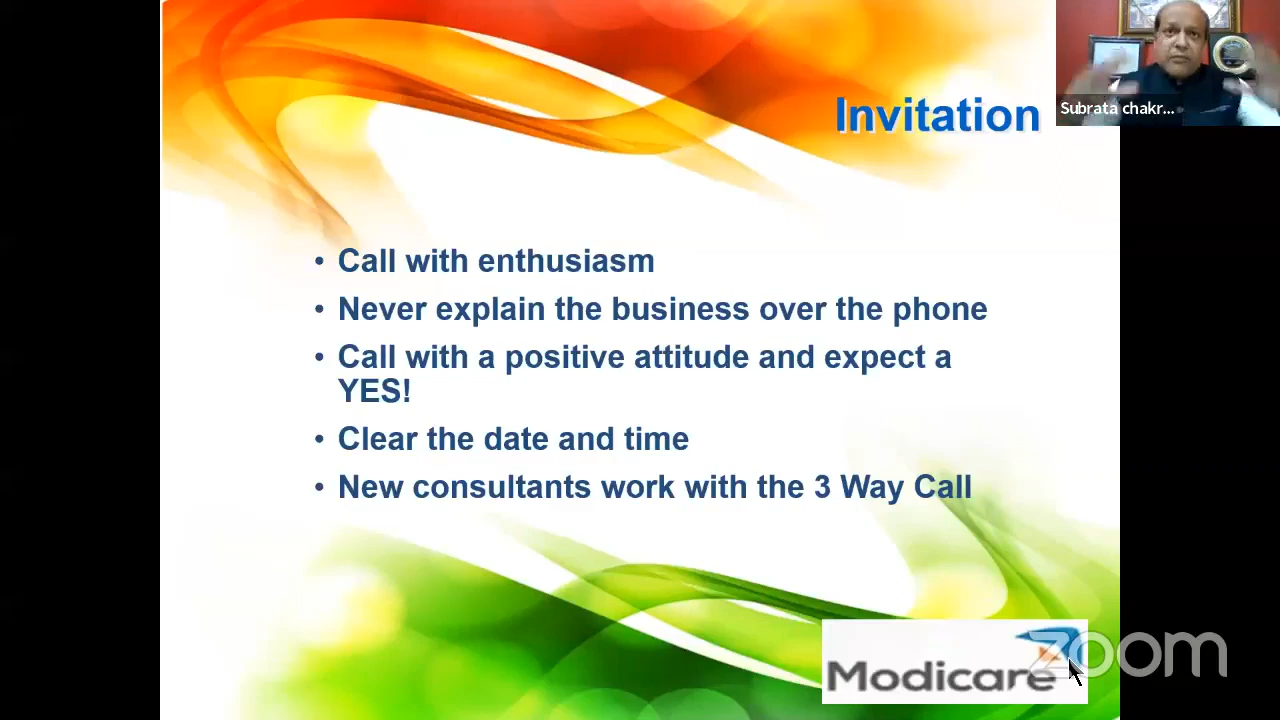 Invitation
Subrata chakr...
• Call with enthusiasm
• Never explain the business over the phone
• Call with a positive attitude and expect a
YES!
• Clear the date and time
• New consultants work with the 3 Way Call
Modicare
zoom